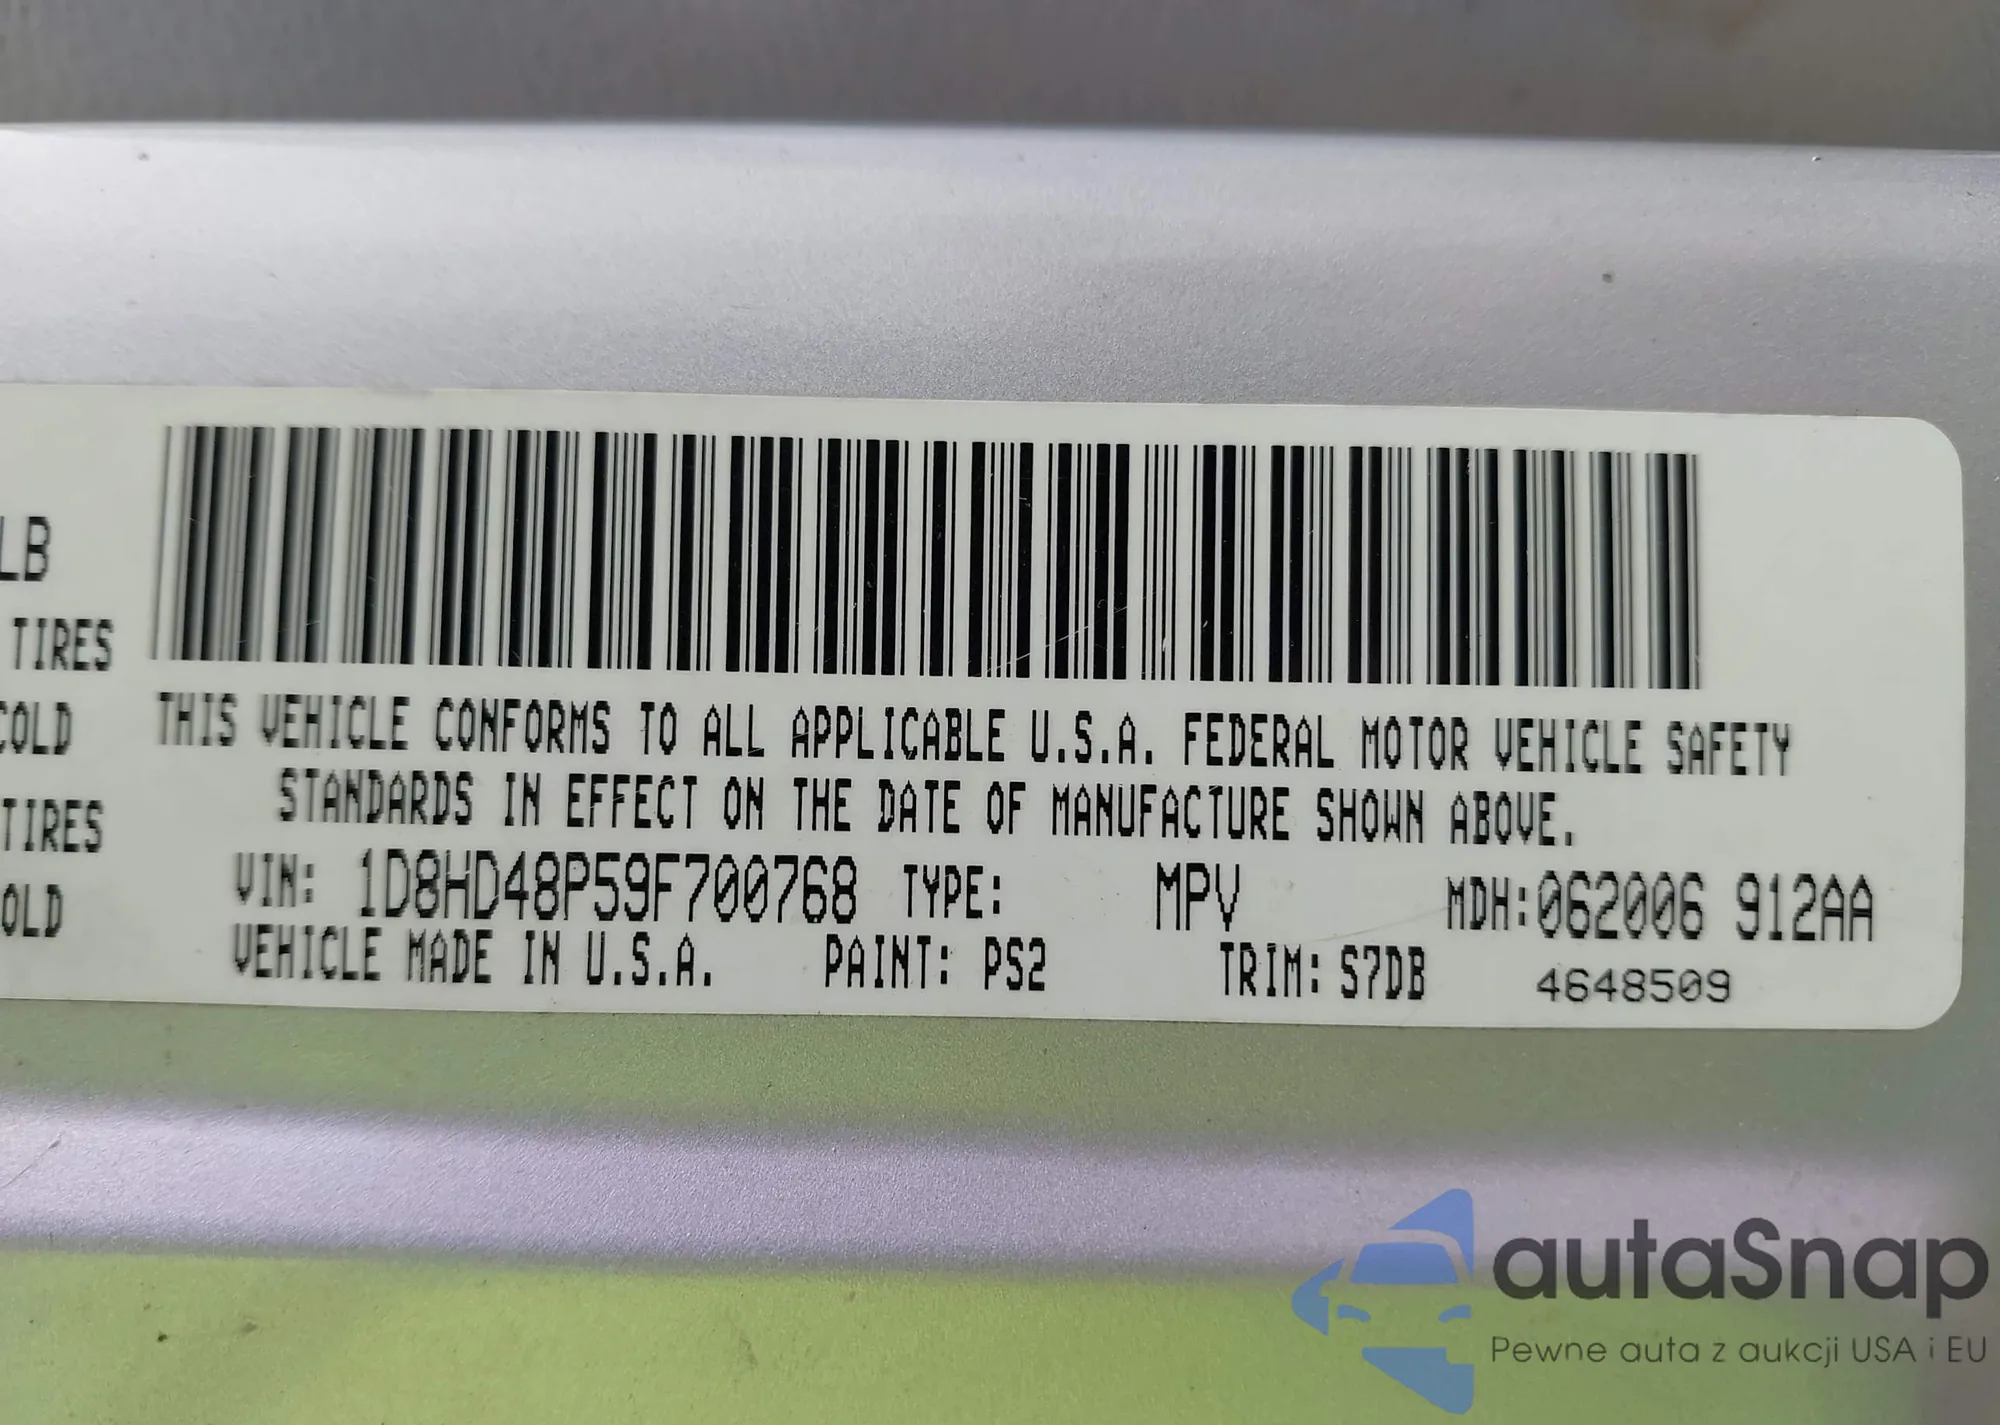 LB
TIRES
COLD
TIRES
OLD
THIS VEHICLE CONFORMS TO ALL APPLICABLE U.S.A. FEDERAL MOTOR VEHICLE SAFETY
STANDARDS IN EFFECT ON THE DATE OF MANUFACTURE SHOWN ABOVE.
VIN: 1D8HD48P59F700768 TYPE: MPV MDH:062006 912AA
VEHICLE MADE IN U.S.A. PAINT: PS2 TRIM: S7DB 4648509
autaSnap
Pewne auta z aukcji USA i EU